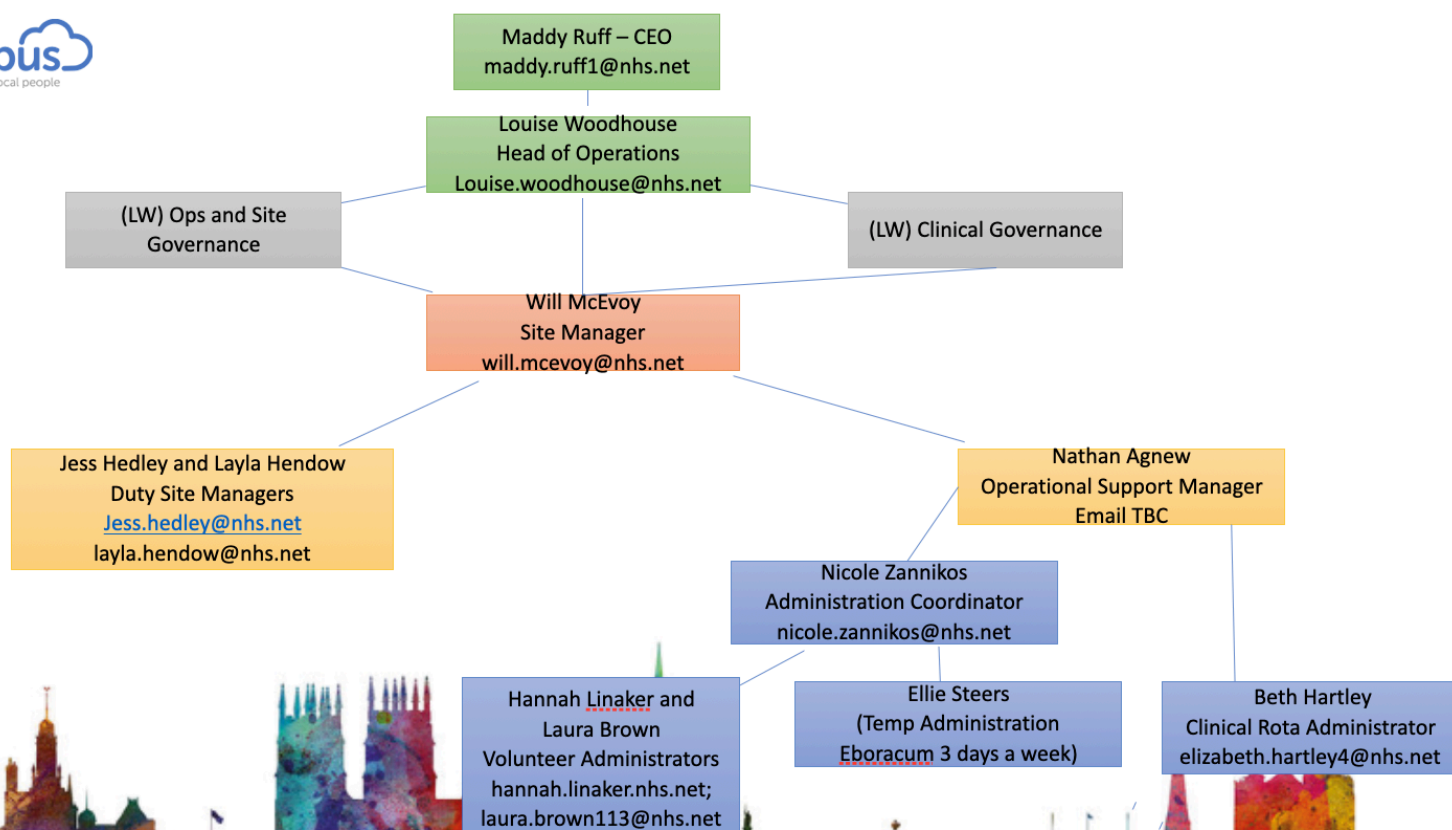 ous
ocal people
Maddy Ruff – CEO
maddy.ruff1@nhs.net
Louise Woodhouse
Head of Operations
Louise.woodhouse@nhs.net
(LW) Ops and Site
Governance
(LW) Clinical Governance
Will McEvoy
Site Manager
will.mcevoy@nhs.net
Jess Hedley and Layla Hendow
Duty Site Managers
Jess.hedley@nhs.net
layla.hendow@nhs.net
Nathan Agnew
Operational Support Manager
Email TBC
Nicole Zannikos
Administration Coordinator
nicole.zannikos@nhs.net
Hannah Linaker and
Laura Brown
Volunteer Administrators
hannah.linaker.nhs.net;
laura.brown113@nhs.net
Ellie Steers
(Temp Administration
Eboracum 3 days a week)
Beth Hartley
Clinical Rota Administrator
elizabeth.hartley4@nhs.net